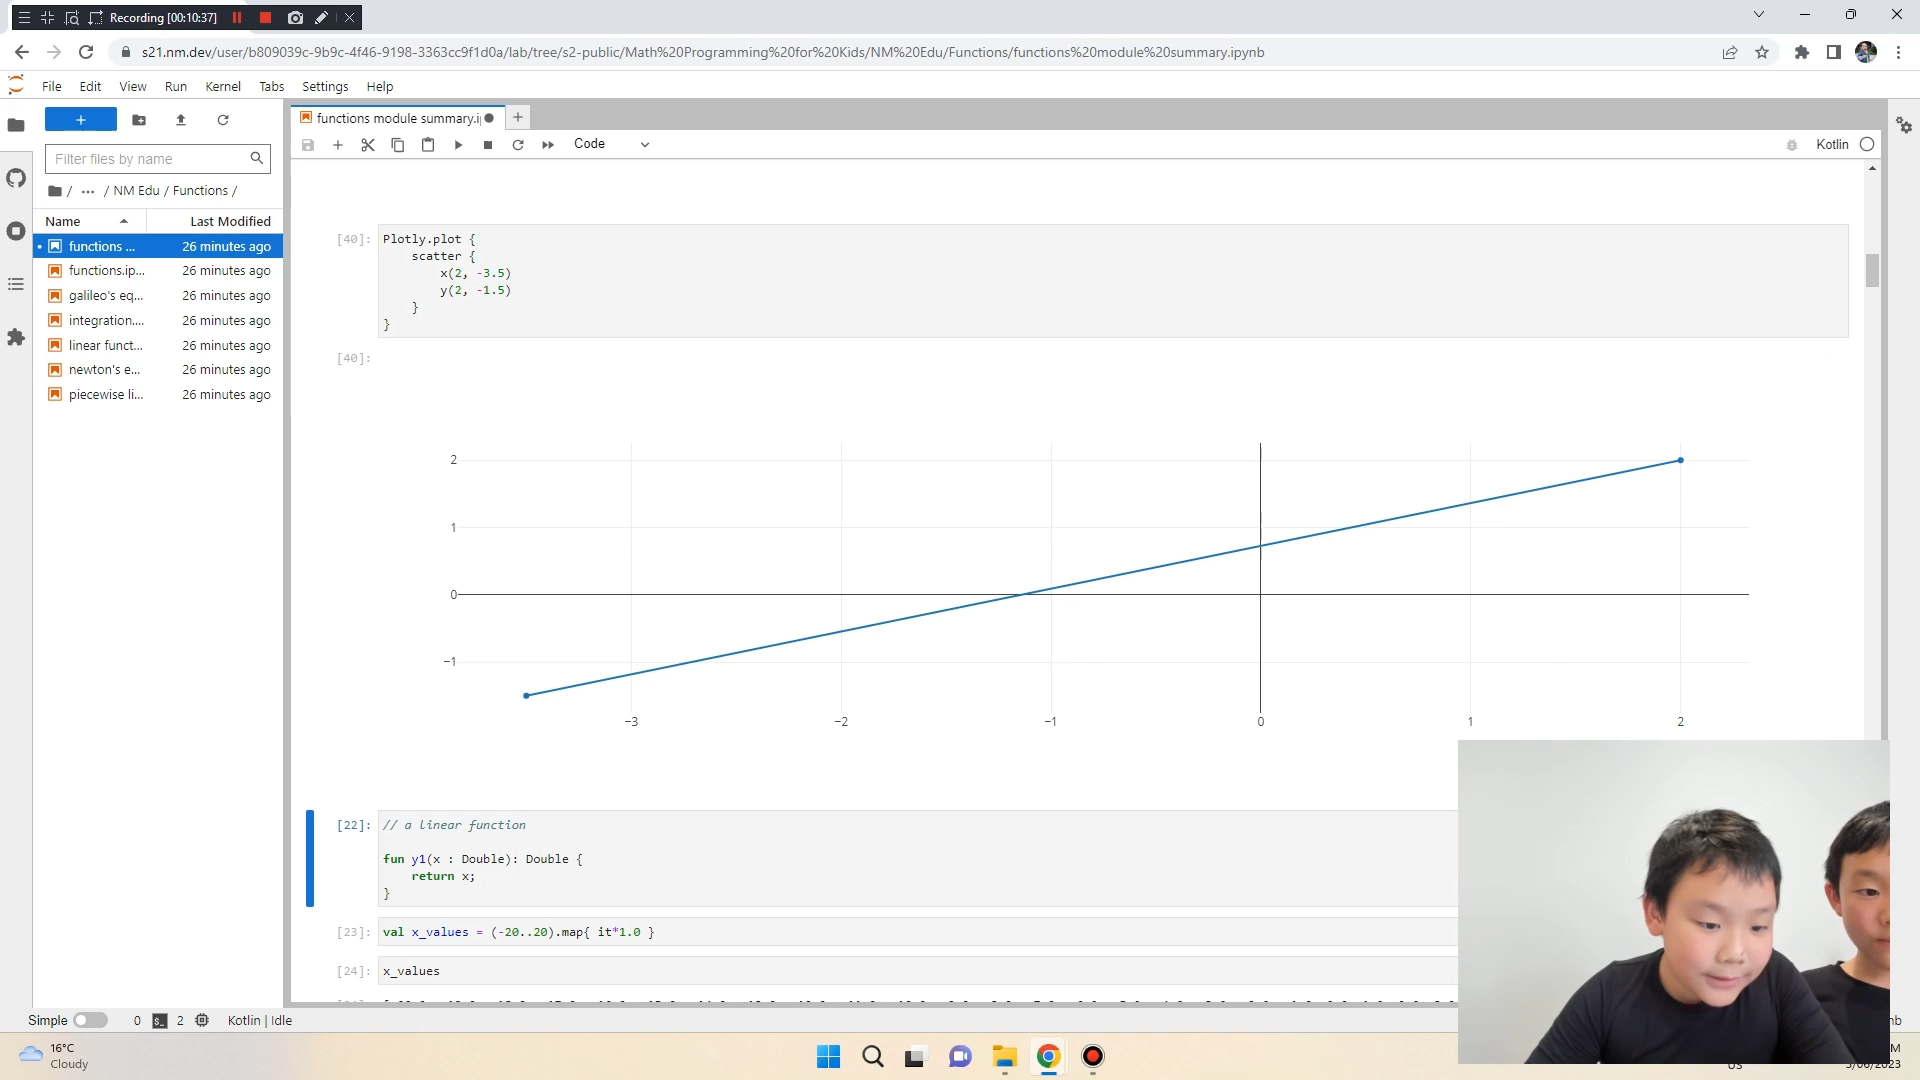 Recording [00:10:37]
s21.nm.dev/user/b809039c-9b9c-4f46-9198-3363cc9f1d0a/lab/tree/s2-public/Math%20Programming%20for%20Kids/NM%20Edu/Functions/functions%20module%20summary.ipynb
File Edit View Run Kernel Tabs Settings Help
functions module summary.i
Filter files by name
Code
Kotlin
/ ... / NM Edu / Functions /
Name Last Modified
functions ... 26 minutes ago
functions.ip... 26 minutes ago
galileo's eq... 26 minutes ago
integration.... 26 minutes ago
linear funct... 26 minutes ago
newton's e... 26 minutes ago
piecewise li... 26 minutes ago
[40]: Plotly.plot {
scatter {
x(2, -3.5)
y(2, -1.5)
}
}
[40]:
2
1
0
−1
−3 −2 −1 0 1 2
[22]: // a linear function
fun y1(x : Double): Double {
return x;
}
[23]: val x_values = (-20..20).map{ it*1.0 }
[24]: x_values
Simple 0 2 Kotlin | Idle
16°C
Cloudy